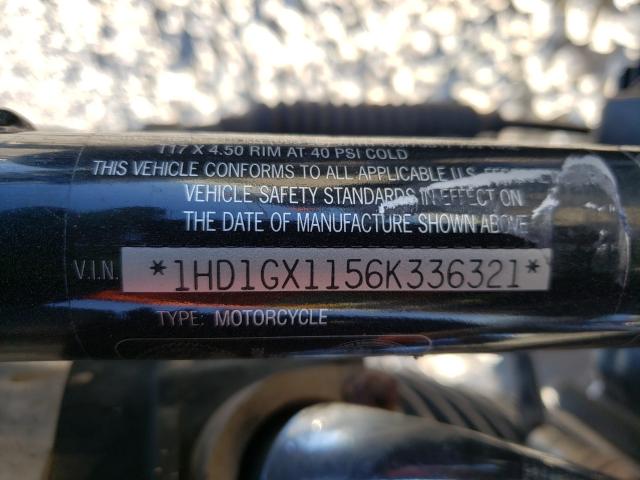 T17 X 4.50 RIM AT 40 PSI COLD
THIS VEHICLE CONFORMS TO ALL APPLICABLE U.S.
VEHICLE SAFETY STANDARDS IN EFFECT ON
THE DATE OF MANUFACTURE SHOWN ABOVE
V.I.N. *1HD1GX1156K336321*
TYPE: MOTORCYCLE